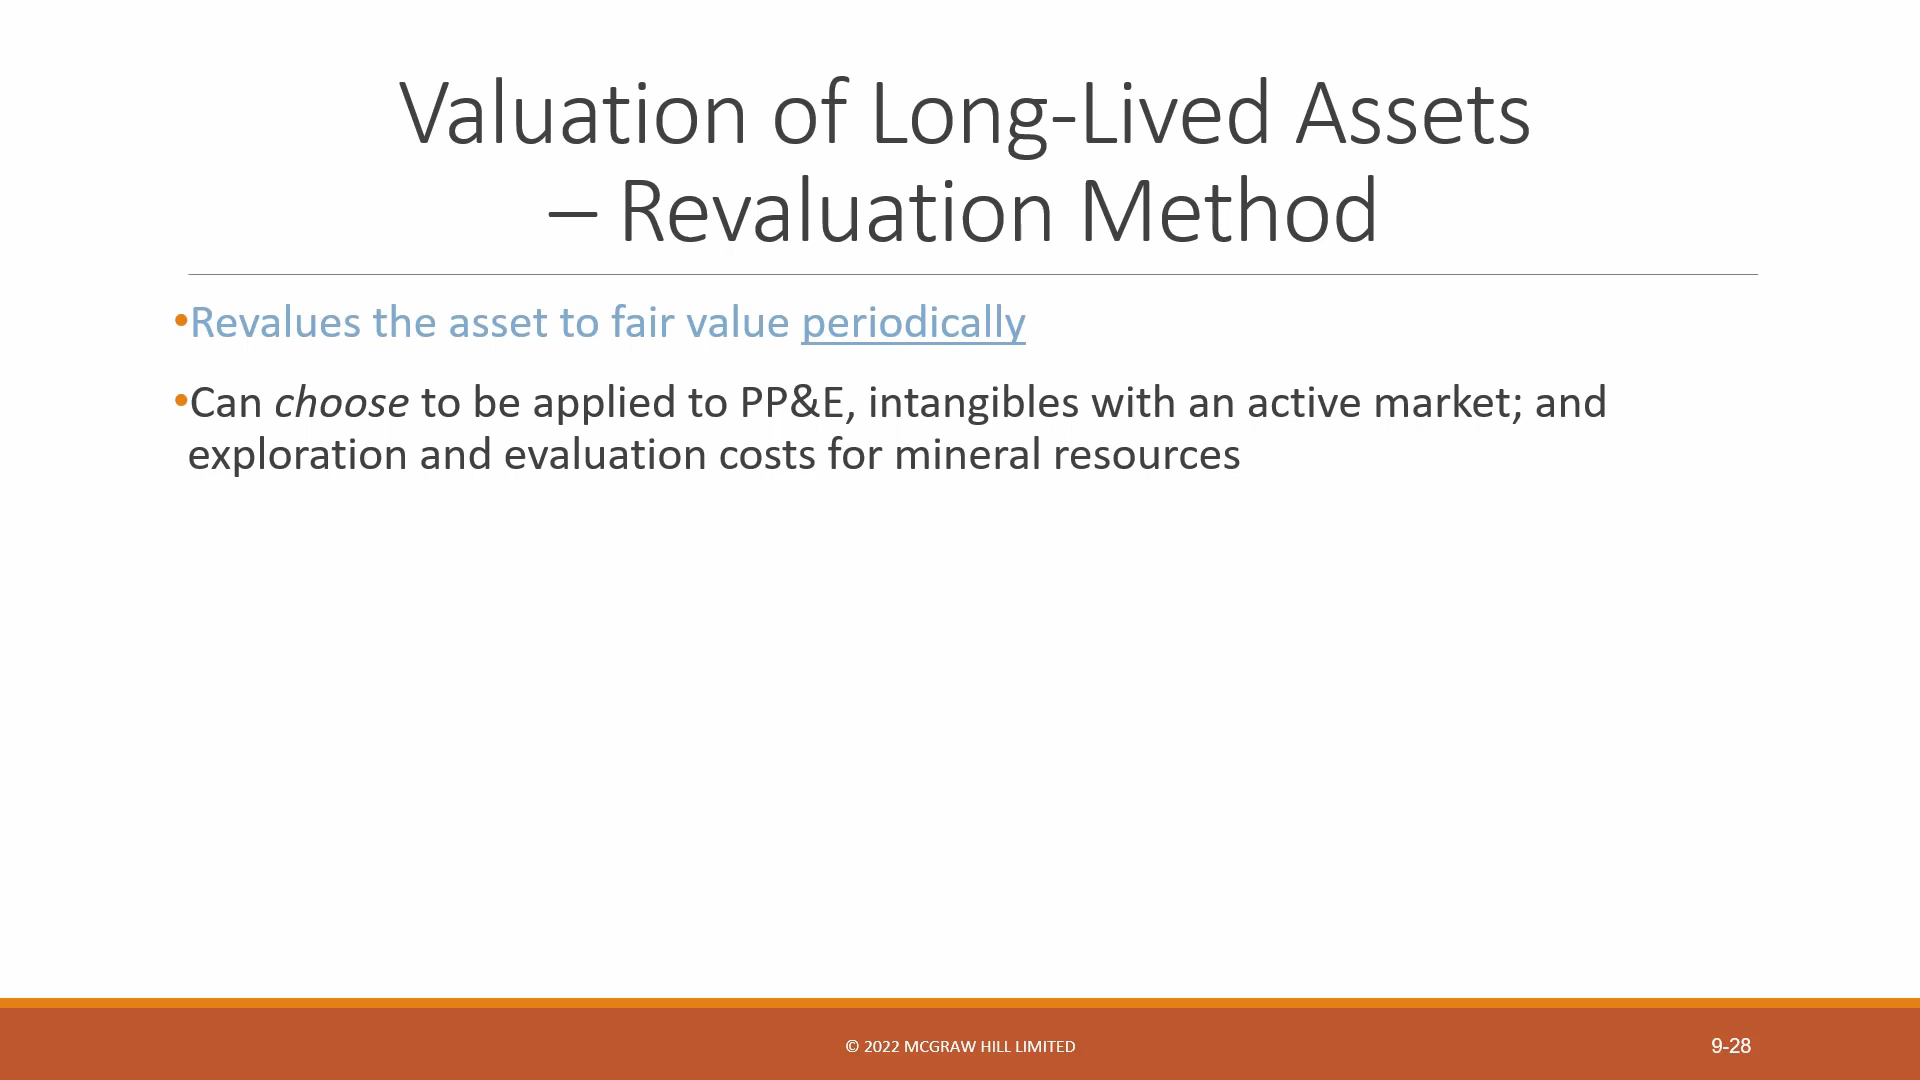 Valuation of Long-Lived Assets
– Revaluation Method
•Revalues the asset to fair value periodically
•Can choose to be applied to PP&E, intangibles with an active market; and
exploration and evaluation costs for mineral resources
© 2022 MCGRAW HILL LIMITED
9-28